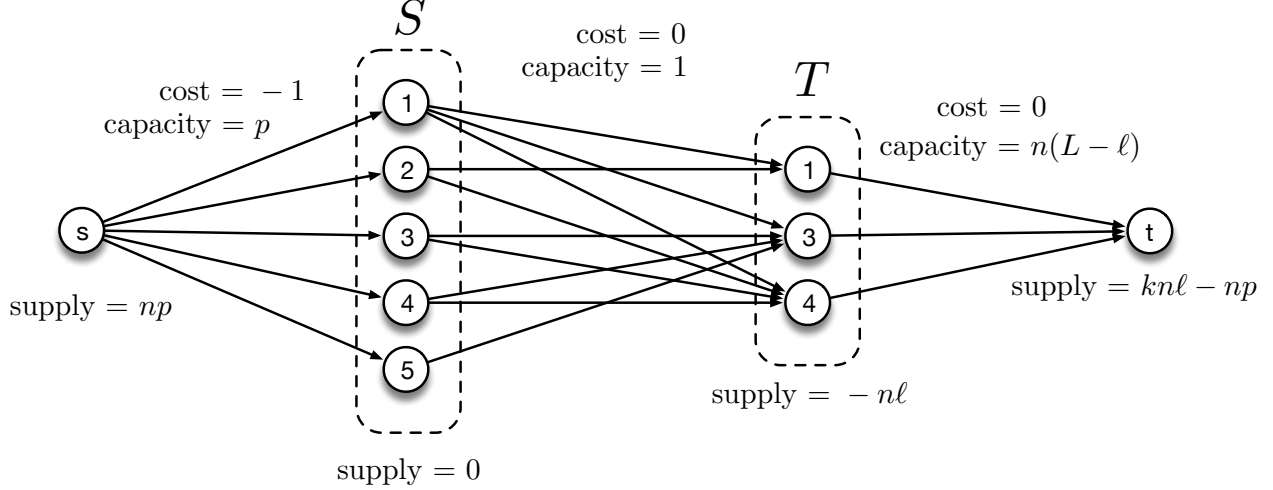 S
cost = 0
capacity = 1
T
cost = −1
capacity = p
cost = 0
capacity = n(L − ℓ)
1
2
3
4
5
1
3
4
s
t
supply = np
supply = knℓ − np
supply = −nℓ
supply = 0